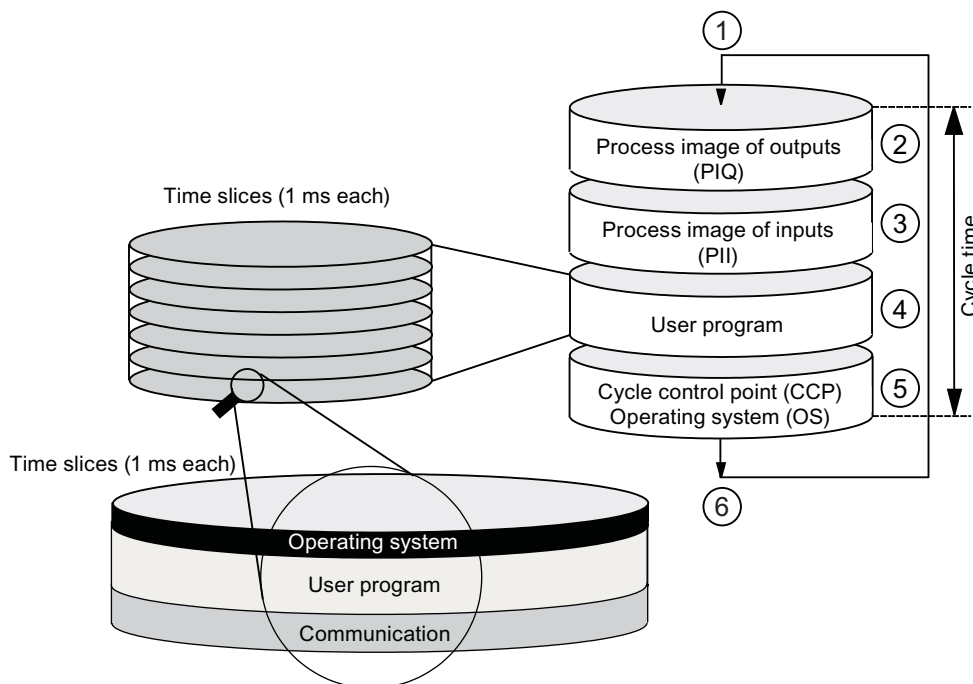 1
Process image of outputs
(PIQ)
2
Time slices (1 ms each)
Process image of inputs
(PII)
3
Cycle time
User program
4
Cycle control point (CCP)
Operating system (OS)
5
Time slices (1 ms each)
6
Operating system
User program
Communication